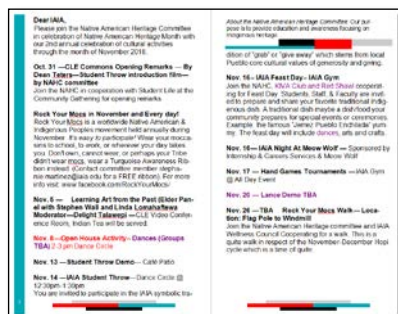 Dear IAIA,
Please join the Native American Heritage Committee
in celebration of Native American Heritage Month with
our 2nd annual celebration of cultural activities
through the month of November 2018.
Oct. 31 —CLE Commons Opening Remarks — By
Dean Teters—Student Throw introduction film—
by NAHC committee
Join the NAHC in cooperation with Student Life at the
Community Gathering for opening remarks
Rock Your Mocs in November and Every day!
Rock Your Mocs is a worldwide Native American &
Indigenous Peoples movement held annually during
November. It's easy to participate! Wear your mocca-
sins to school, to work, or wherever your day takes
you. Don't own, cannot wear, or perhaps your Tribe
didn't wear mocs, wear a Turquoise Awareness Rib-
bon instead. (Contact committee member stepha-
nie.martinez@iaia.edu for a FREE ribbon). For more
info visit: www.facebook.com/RockYourMocs/
Nov. 6 — Learning Art from the Past (Elder Pan-
el with Stephen Wall and Linda Lomahaftewa
Moderator—Delight Talawepi —CLE Video Confer-
ence Room, Indian Tea will be served.
Nov. 8 —Open House Activity– Dances (Groups
TBA) 2-3 pm Dance Circle
Nov. 13 —Student Throw Demo– Café Patio
Nov. 14 —IAIA Student Throw– Dance Circle @
12:30pm-1:30pm
You are invited to participate in the IAIA symbolic tra-
About the Native American Heritage Committee: Our pur-
pose is to provide education and awareness focusing on
Indigenous heritage.
dition of "grab" or "give away" which stems from local
Pueblo core cultural values of generosity and giving.
Nov. 16– IAIA Feast Day– IAIA Gym
Join the NAHC, KIVA Club and Red Shawl cooperat-
ing for Feast Day. Students, Staff, & Faculty are invit-
ed to prepare and share your favorite traditional indig-
enous dish. A traditional dish maybe a dish/food your
community prepares for special events or ceremonies.
Example: the famous "Jemez Pueblo Enchilada" yum-
my. The feast day will include dances, arts and crafts.
Nov. 16— IAIA Night At Meow Wolf — Sponsored by
Internship & Careers Services & Meow Wolf
Nov. 17 — Hand Games Tournaments — IAIA Gym
@ All Day Event
Nov. 20 — Lance Demo TBA
Nov. 26 —TBA Rock Your Mocs Walk— Loca-
tion: Flag Pole to Windmill
Join the Native American Heritage committee and IAIA
Wellness Council Cooperating for a walk. This is a
quite walk in respect of the November-December Hopi
cycle which is a time of quite.